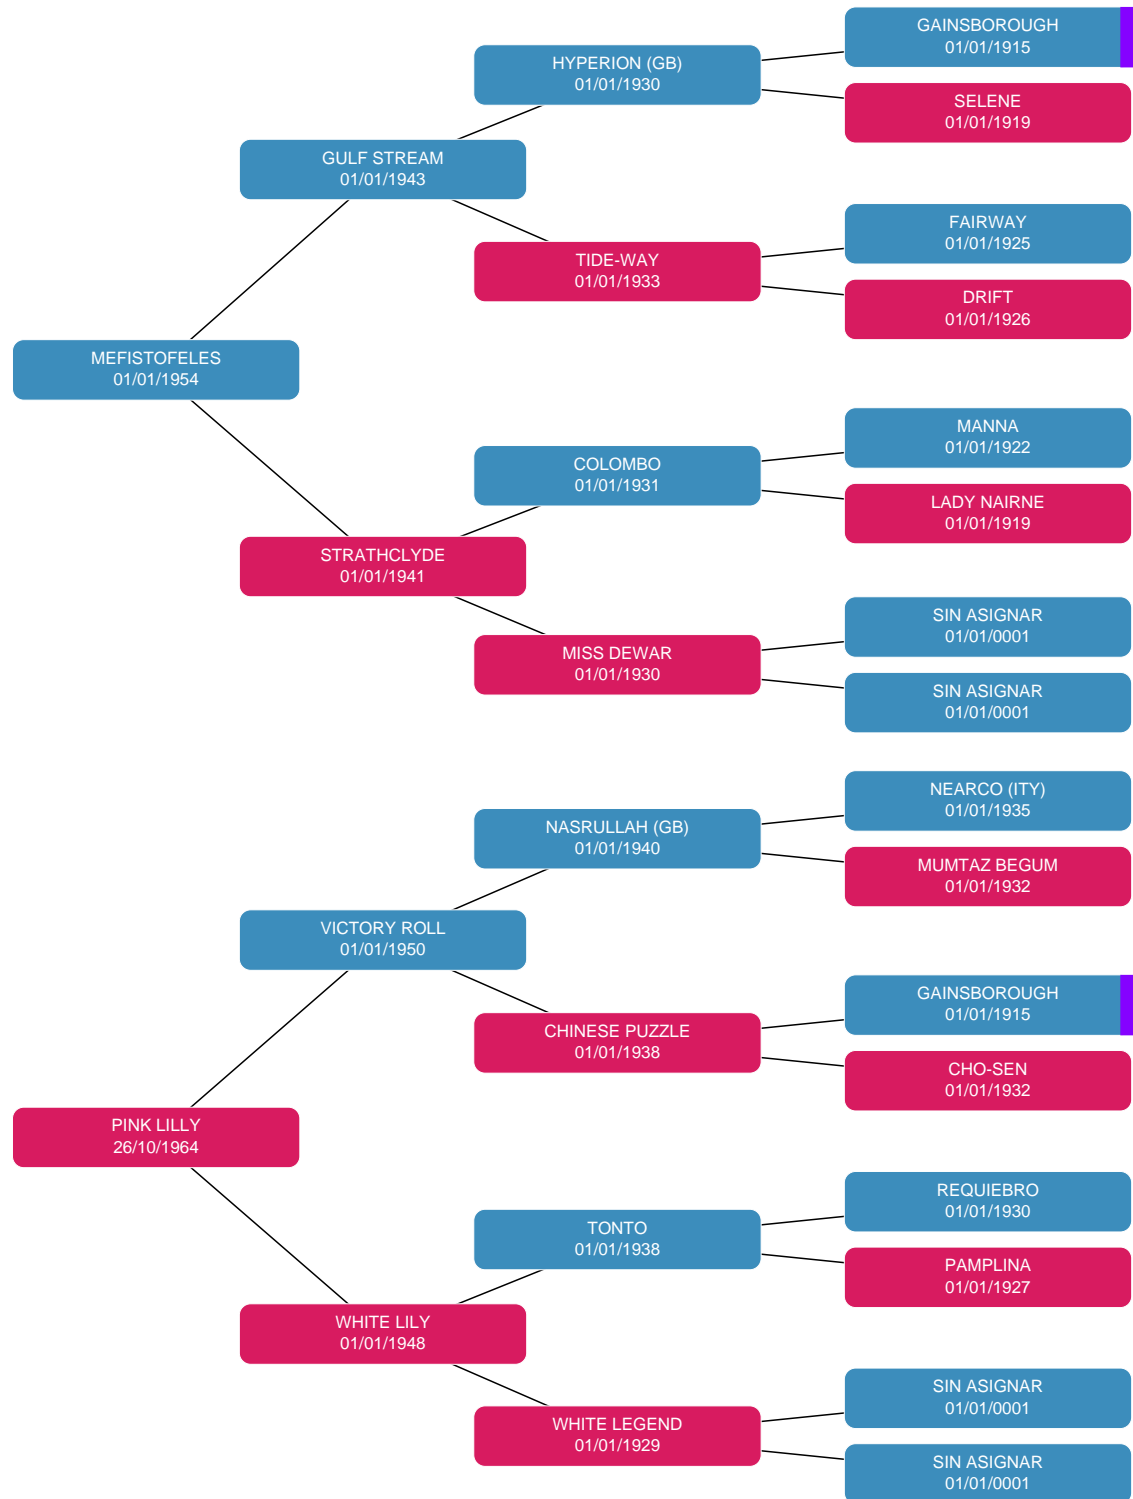 GAINSBOROUGH
01/01/1915
HYPERION (GB)
01/01/1930
SELENE
01/01/1919
GULF STREAM
01/01/1943
FAIRWAY
01/01/1925
TIDE-WAY
01/01/1933
DRIFT
01/01/1926
MEFISTOFELES
01/01/1954
MANNA
01/01/1922
COLOMBO
01/01/1931
LADY NAIRNE
01/01/1919
STRATHCLYDE
01/01/1941
SIN ASIGNAR
01/01/0001
MISS DEWAR
01/01/1930
SIN ASIGNAR
01/01/0001
NEARCO (ITY)
01/01/1935
NASRULLAH (GB)
01/01/1940
MUMTAZ BEGUM
01/01/1932
VICTORY ROLL
01/01/1950
GAINSBOROUGH
01/01/1915
CHINESE PUZZLE
01/01/1938
CHO-SEN
01/01/1932
PINK LILLY
26/10/1964
REQUIEBRO
01/01/1930
TONTO
01/01/1938
PAMPLINA
01/01/1927
WHITE LILY
01/01/1948
SIN ASIGNAR
01/01/0001
WHITE LEGEND
01/01/1929
SIN ASIGNAR
01/01/0001